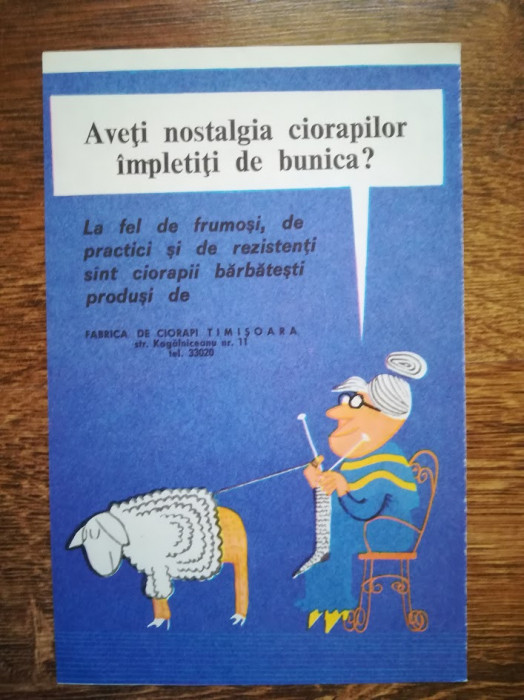 Aveţi nostalgia ciorapilor
împletiţi de bunica?
La fel de frumoşi, de
practici şi de rezistenţi
sînt ciorapii bărbăteşti
produşi de
FABRICA DE CIORAPI TIMIŞOARA
str. Kogălniceanu nr. 11
tel. 33020